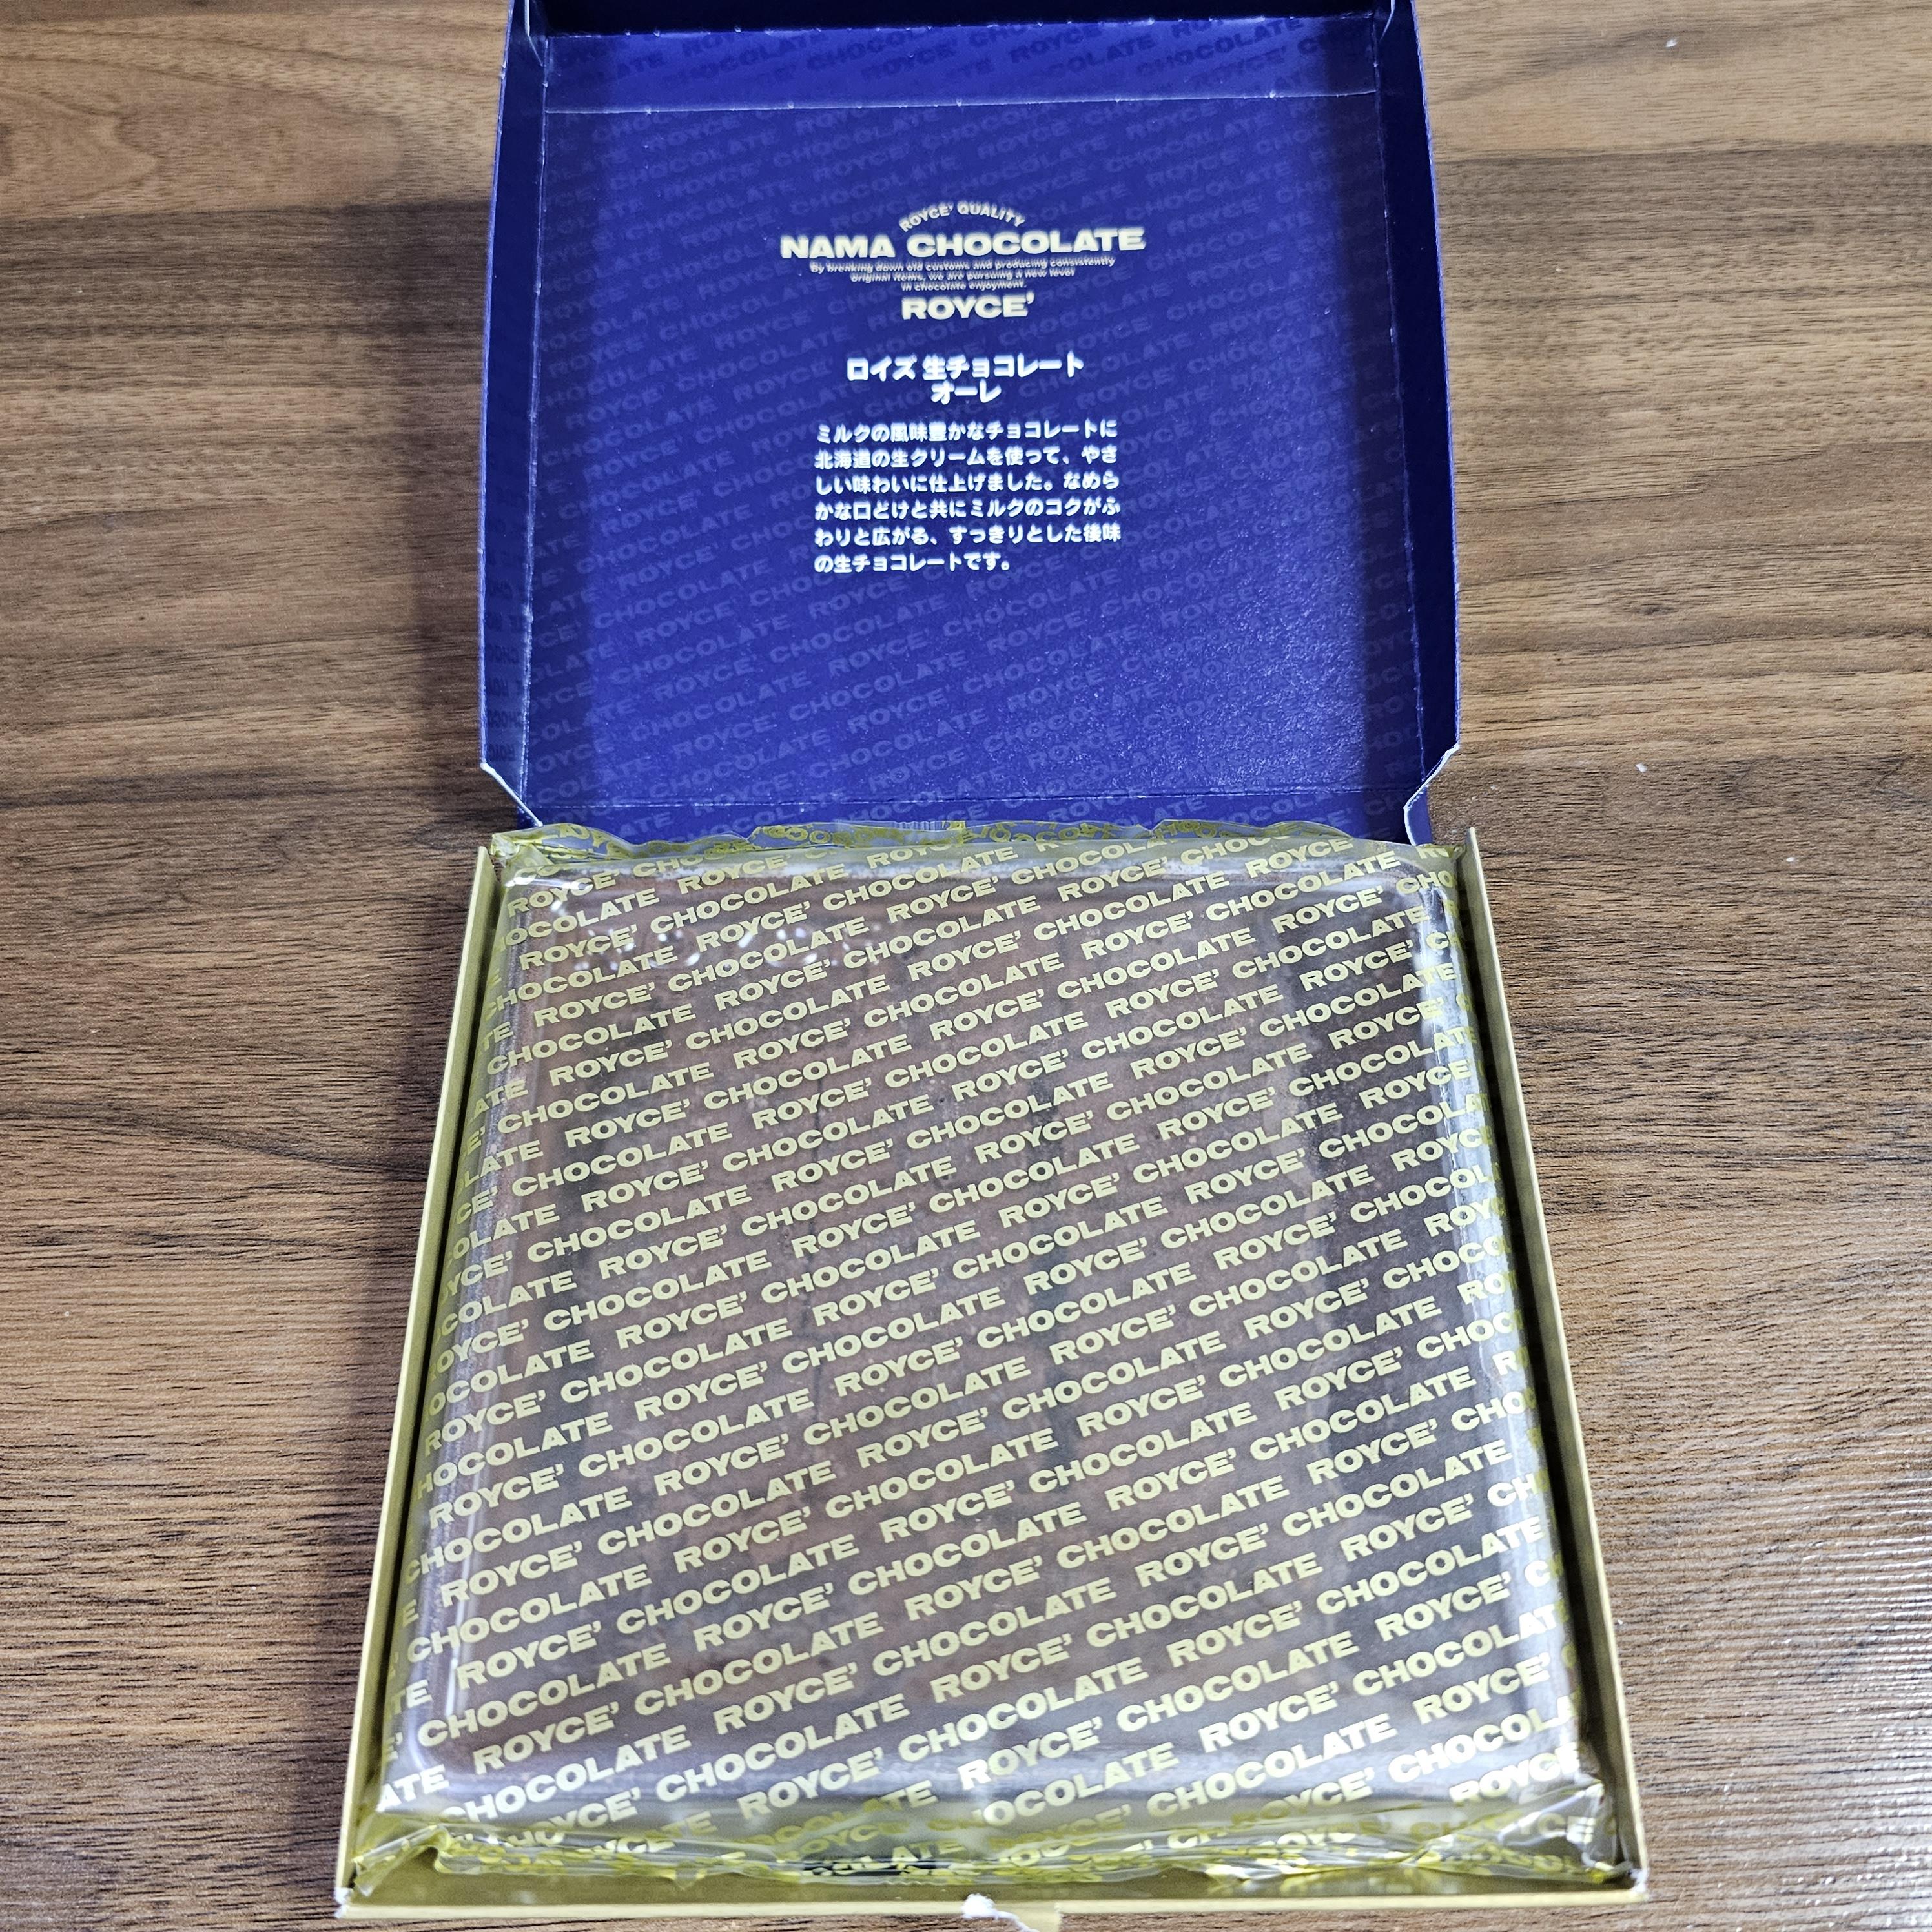 ROYCE' QUALITY
NAMA CHOCOLATE
By breaking down old customs and producing consistently
original items, we are pursuing a new level
in chocolate enjoyment.
ROYCE'
ロイズ 生チョコレート
オーレ
ミルクの風味豊かなチョコレートに
北海道の生クリームを使って、やさ
しい味わいに仕上げました。なめら
かな口どけと共にミルクのコクがふ
わりと広がる、すっきりとした後味
の生チョコレートです。
ROYCE' CHOCOLATE ROYCE' CHOCOLATE ROYCE' CHOCOLATE